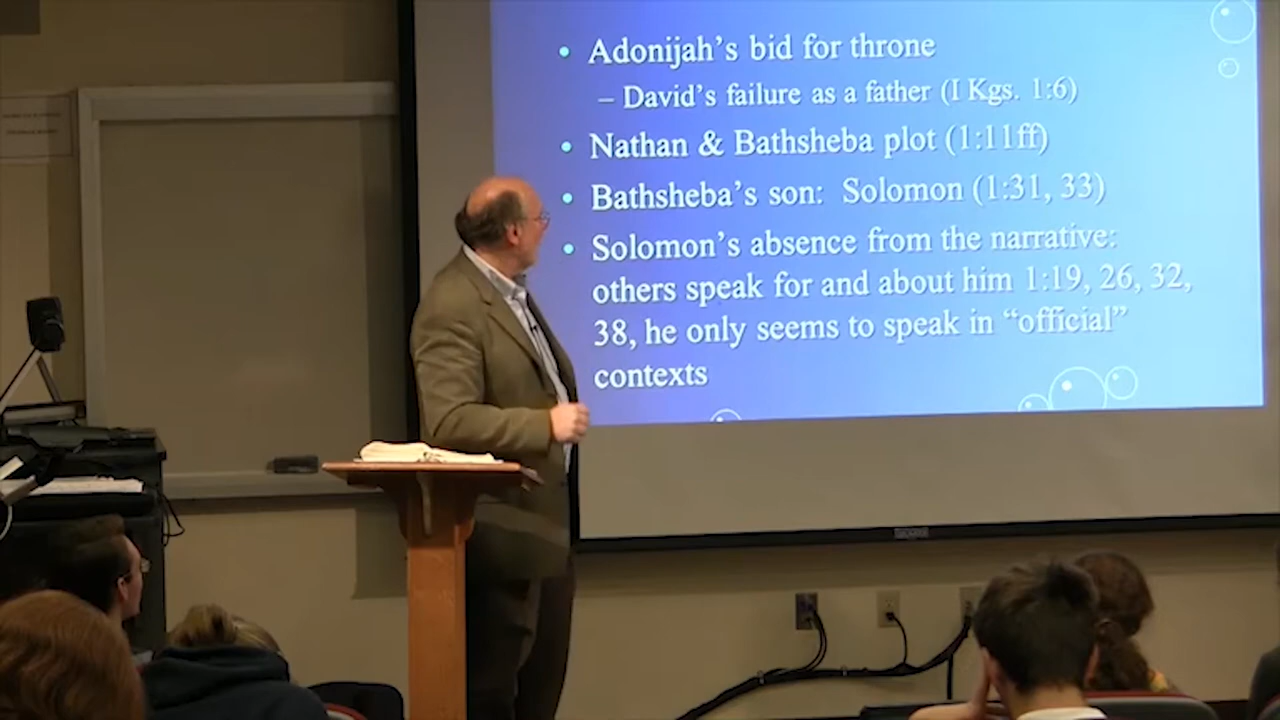 • Adonijah’s bid for throne
– David’s failure as a father (I Kgs. 1:6)
• Nathan & Bathsheba plot (1:11ff)
• Bathsheba’s son: Solomon (1:31, 33)
• Solomon’s absence from the narrative:
others speak for and about him 1:19, 26, 32,
38, he only seems to speak in “official”
contexts